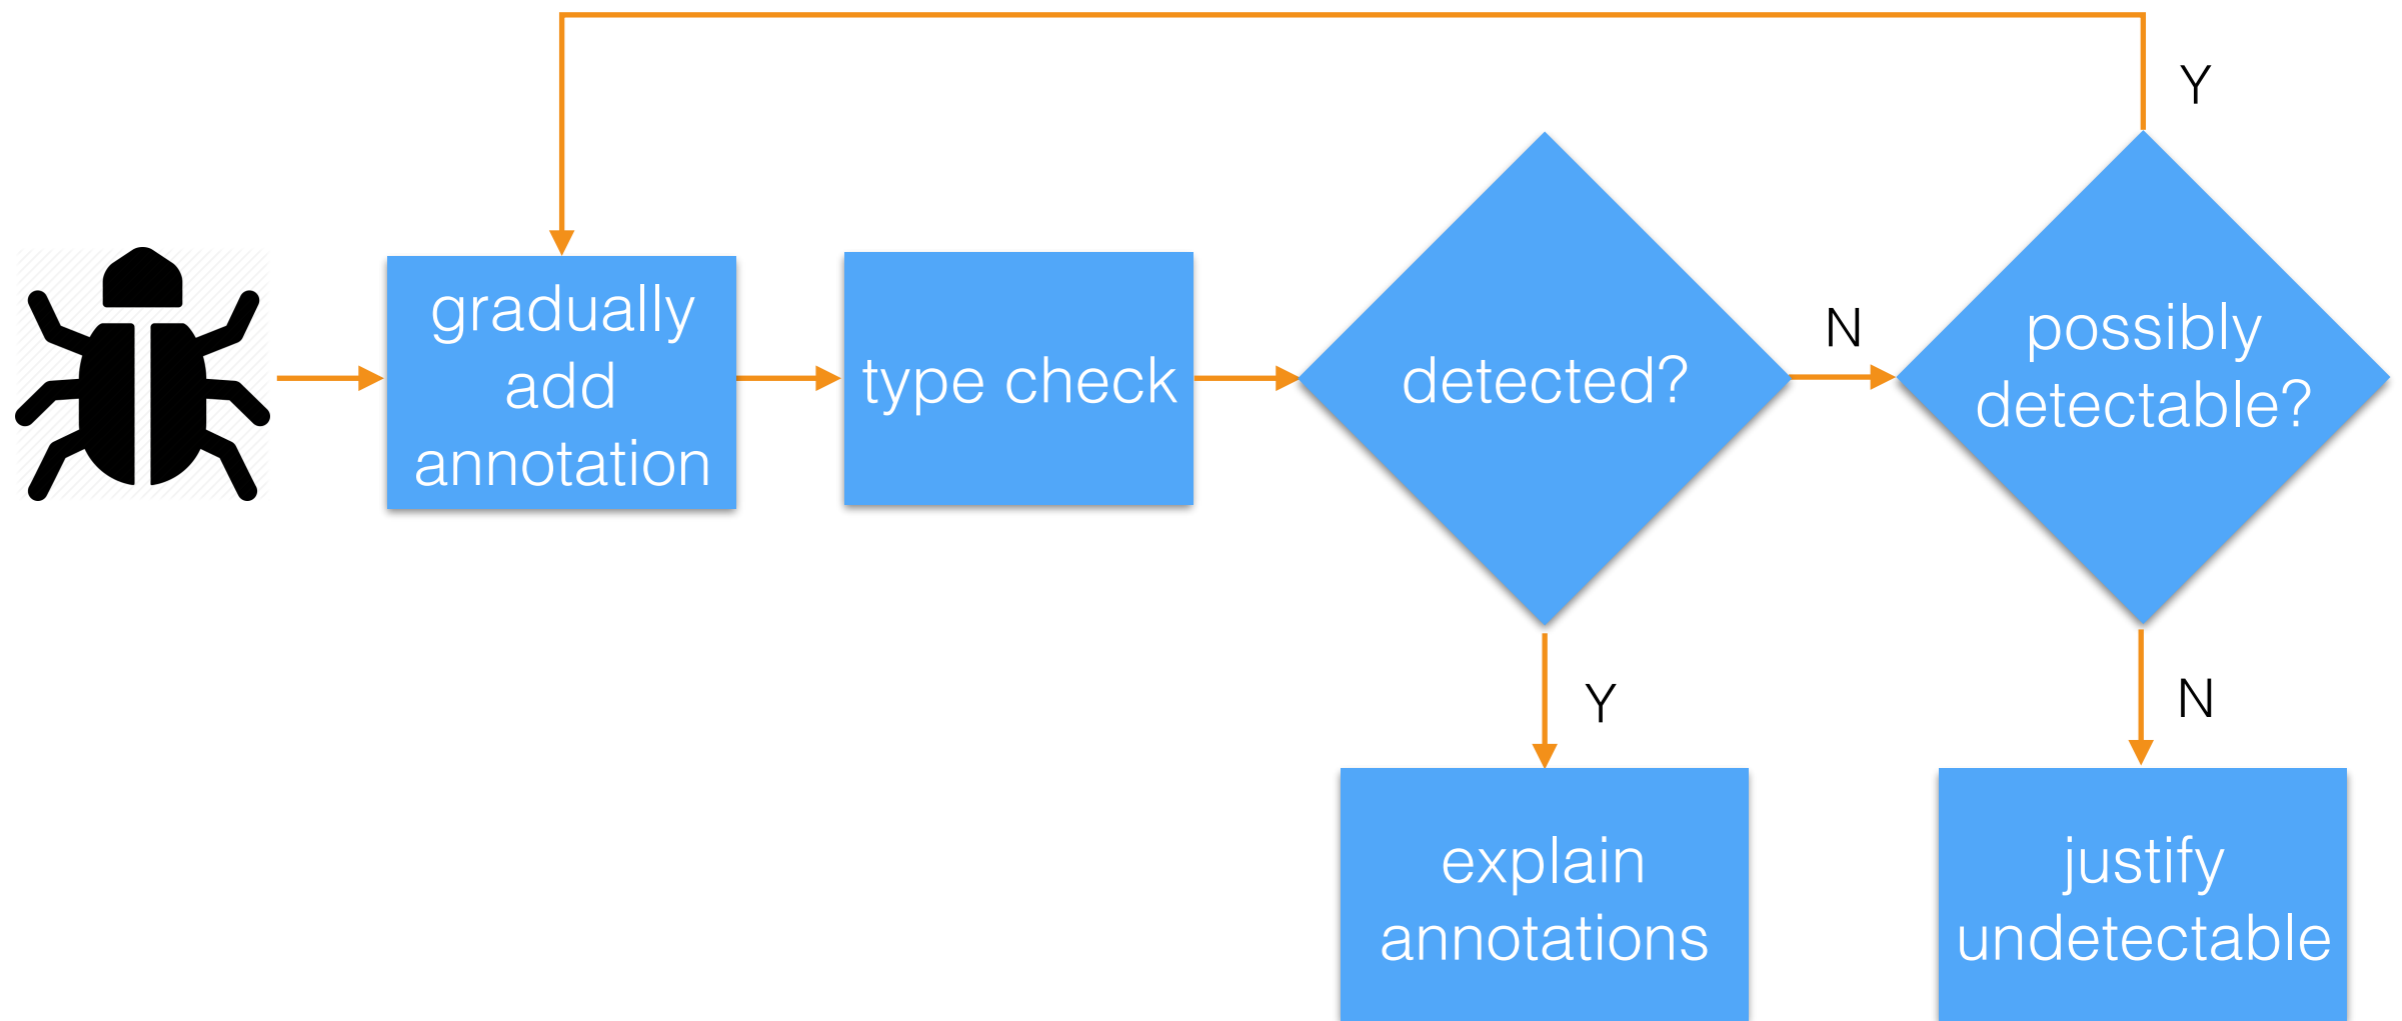 Y
gradually
add
annotation
type check
detected?
N
possibly
detectable?
Y
N
explain
annotations
justify
undetectable